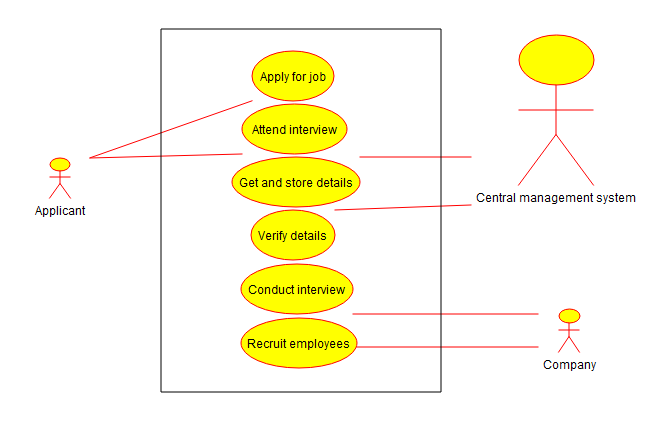 Apply for job
Attend interview
Get and store details
Central management system
Applicant
Verify details
Conduct interview
Recruit employees
Company